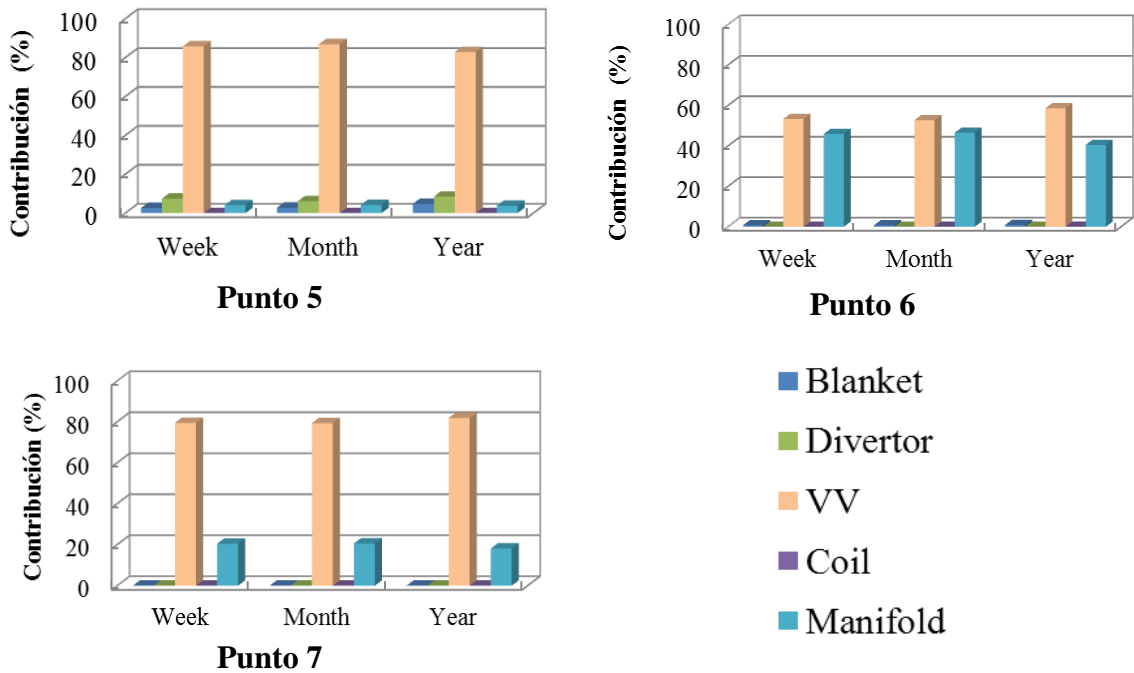 Contribución (%)
100
80
60
40
20
0
Week Month Year
Punto 5
Contribución (%)
100
80
60
40
20
0
Week Month Year
Punto 6
Contribución (%)
100
80
60
40
20
0
Week Month Year
Punto 7
Blanket
Divertor
VV
Coil
Manifold